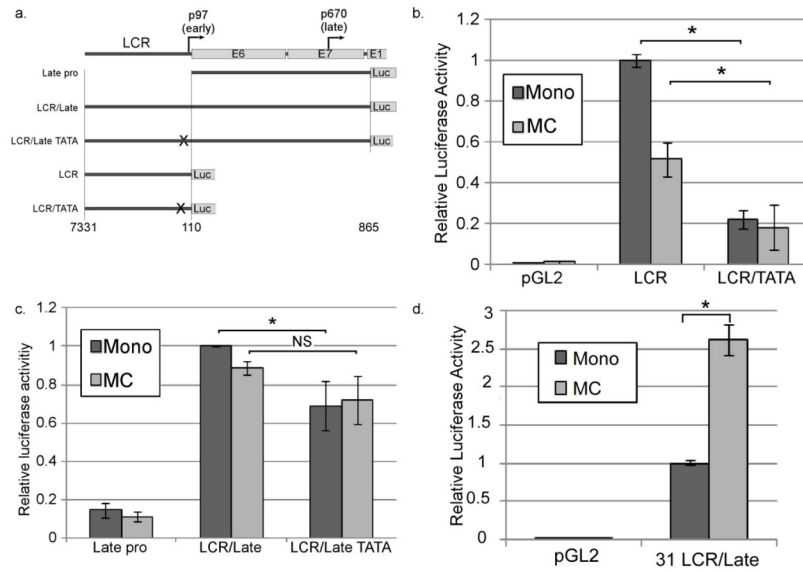 a.
p97
(early)
p670
(late)
LCR
E6
E7
E1
Late pro
Luc
LCR/Late
Luc
LCR/Late TATA
X
Luc
LCR
Luc
LCR/TATA
X
Luc
7331
110
865
b.
Relative Luciferase Activity
1.2
1
0.8
0.6
0.4
0.2
0
Mono
MC
*
*
pGL2
LCR
LCR/TATA
c.
Relative luciferase activity
1.2
1
0.8
0.6
0.4
0.2
0
Mono
MC
*
NS
Late pro
LCR/Late
LCR/Late TATA
d.
Relative Luciferase Activity
3
2.5
2
1.5
1
0.5
0
Mono
MC
*
pGL2
31 LCR/Late